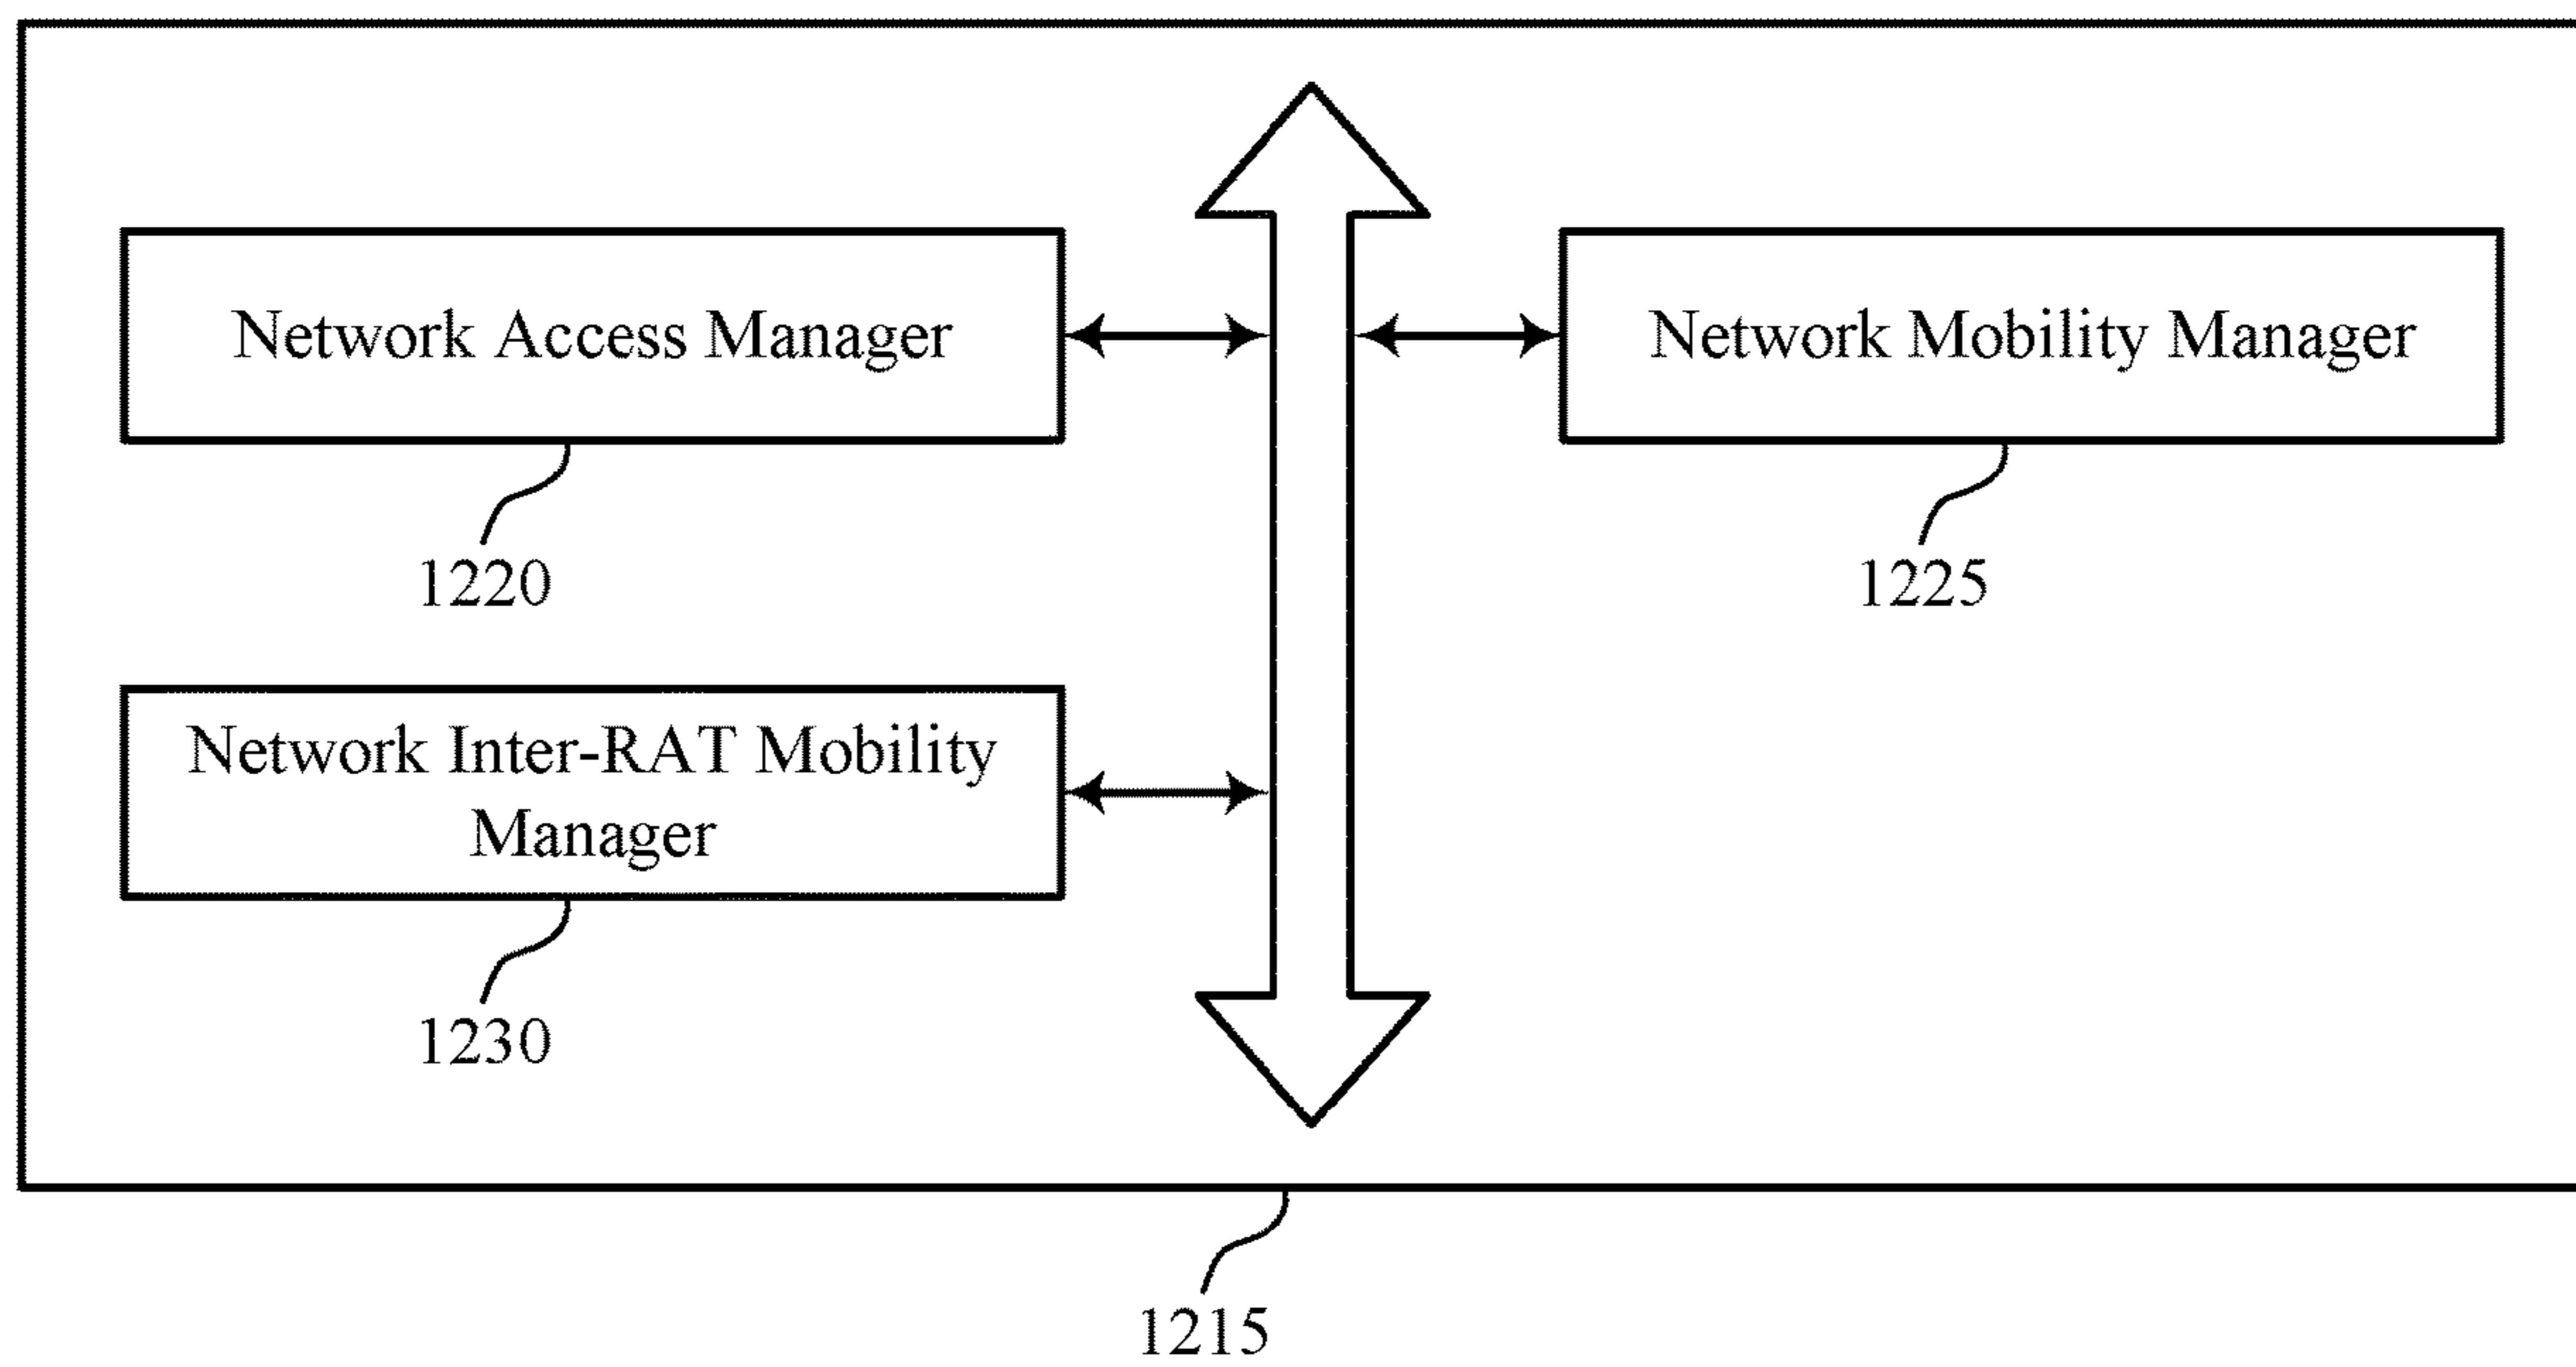 Network Access Manager
Network Mobility Manager
1220
1225
Network Inter-RAT Mobility
Manager
1230
1215